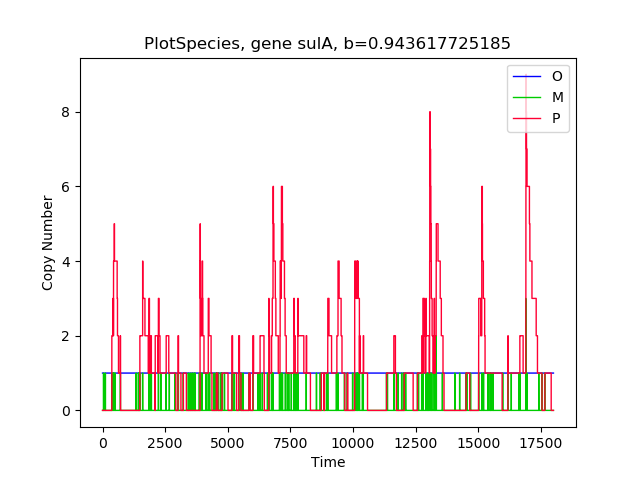 PlotSpecies, gene sulA, b=0.943617725185
O
M
P
8
6
4
2
0
Copy Number
0 2500 5000 7500 10000 12500 15000 17500
Time